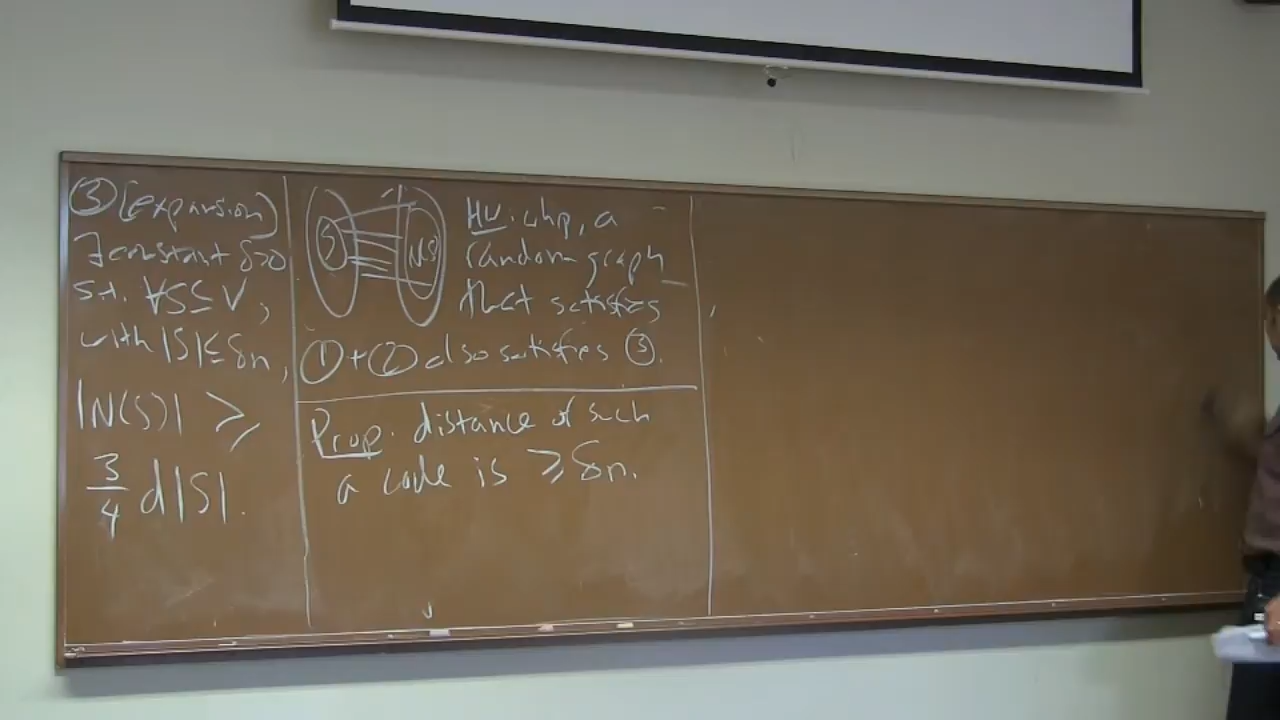 ③ (expansion)
∃ constant δ>0
s.t. ∀S⊆V,
with |S|≤δn,
|N(S)| ≥
3/4 d|S|.
S N(S)
HW. whp, a
random graph
that satisfies
①+② also satisfies ③.
Prop. distance of such
a code is ≥δn.